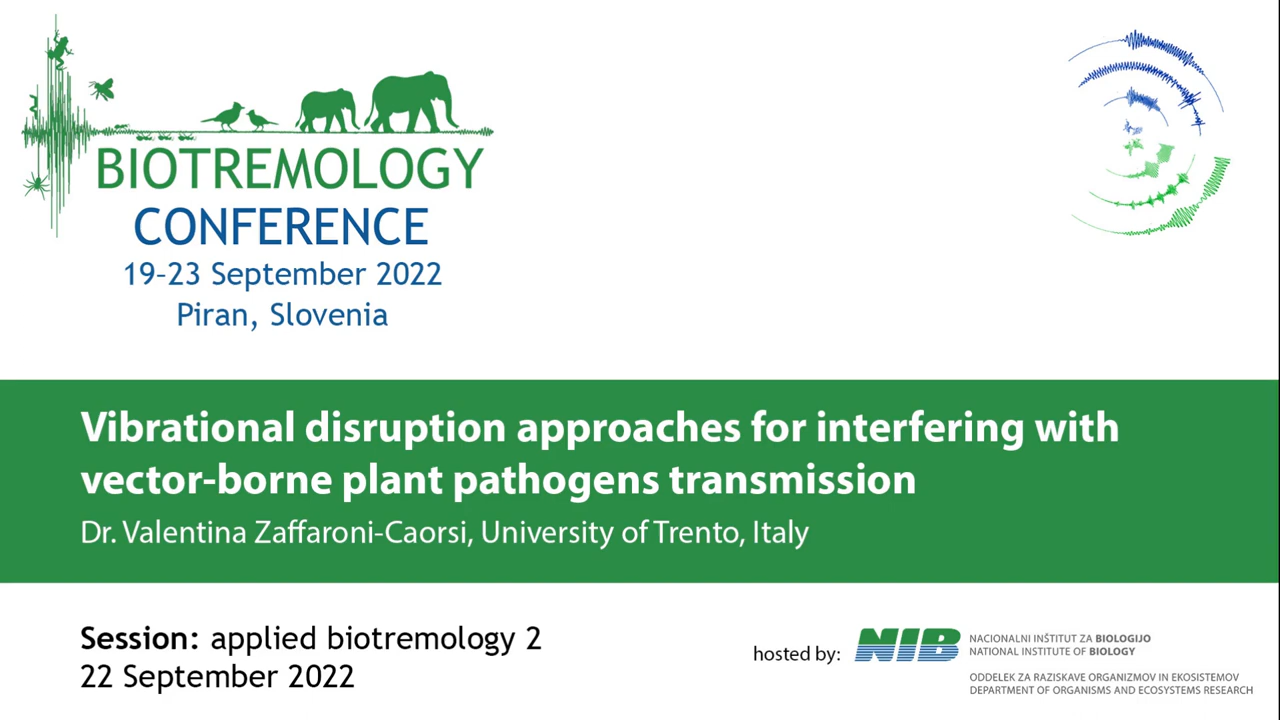 BIOTREMOLOGY
CONFERENCE
19-23 September 2022
Piran, Slovenia
Vibrational disruption approaches for interfering with
vector-borne plant pathogens transmission
Dr. Valentina Zaffaroni-Caorsi, University of Trento, Italy
Session: applied biotremology 2
22 September 2022
hosted by:
NIB
NACIONALNI INŠTITUT ZA BIOLOGIJO
NATIONAL INSTITUTE OF BIOLOGY
ODDELEK ZA RAZISKAVE ORGANIZMOV IN EKOSISTEMOV
DEPARTMENT OF ORGANISMS AND ECOSYSTEMS RESEARCH